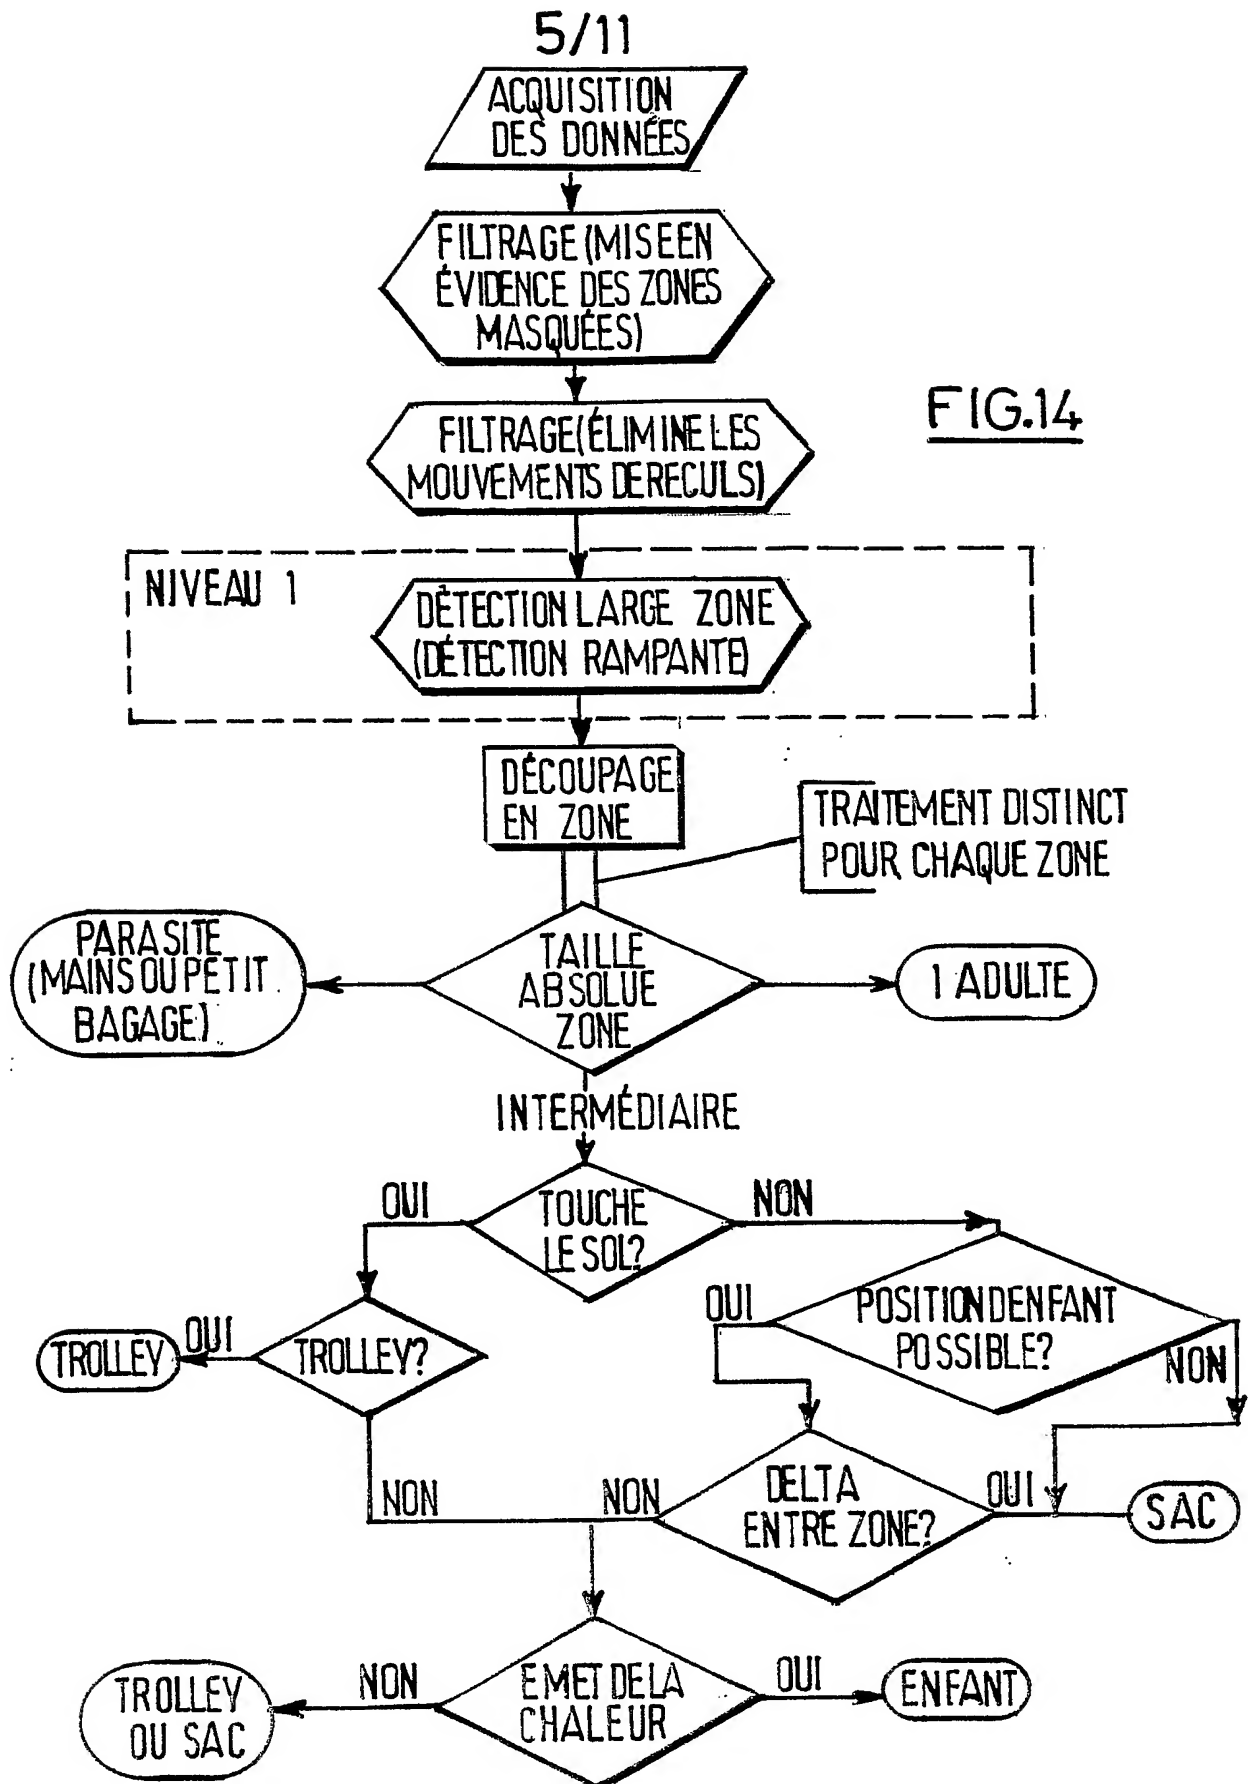 5/11
ACQUISITION
DES DONNÉES
FILTRAGE (MISE EN
ÉVIDENCE DES ZONES
MASQUÉES)
FIG.14
FILTRAGE (ÉLIMINE LES
MOUVEMENTS DE RECULS)
NIVEAU 1
DÉTECTION LARGE ZONE
(DÉTECTION RAMPANTE)
DÉCOUPAGE
EN ZONE
TRAITEMENT DISTINCT
POUR CHAQUE ZONE
PARASITE
(MAINS OU PETIT
BAGAGE)
TAILLE
ABSOLUE
ZONE
1 ADULTE
INTERMÉDIAIRE
OUI
TOUCHE
LE SOL?
NON
TROLLEY
OUI
TROLLEY?
OUI
POSITION D'ENFANT
POSSIBLE?
NON
NON
NON
DELTA
ENTRE ZONE?
OUI
SAC
TROLLEY
OU SAC
NON
EMET DE LA
CHALEUR
OUI
ENFANT